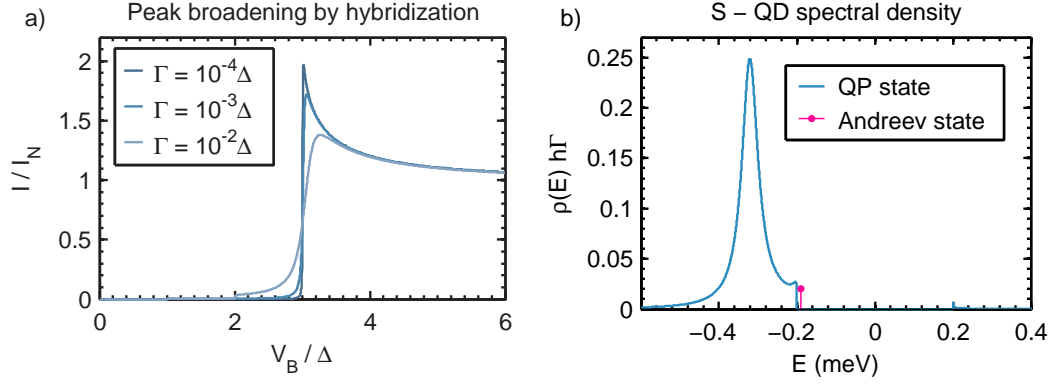 a)
Peak broadening by hybridization
Γ = 10⁻⁴Δ
Γ = 10⁻³Δ
Γ = 10⁻²Δ
I / I_N
2
1.5
1
0.5
0
0 2 4 6
V_B / Δ
b)
S − QD spectral density
QP state
Andreev state
ρ(E) hΓ
0.25
0.20
0.15
0.10
0.05
0
−0.4 −0.2 0 0.2 0.4
E (meV)